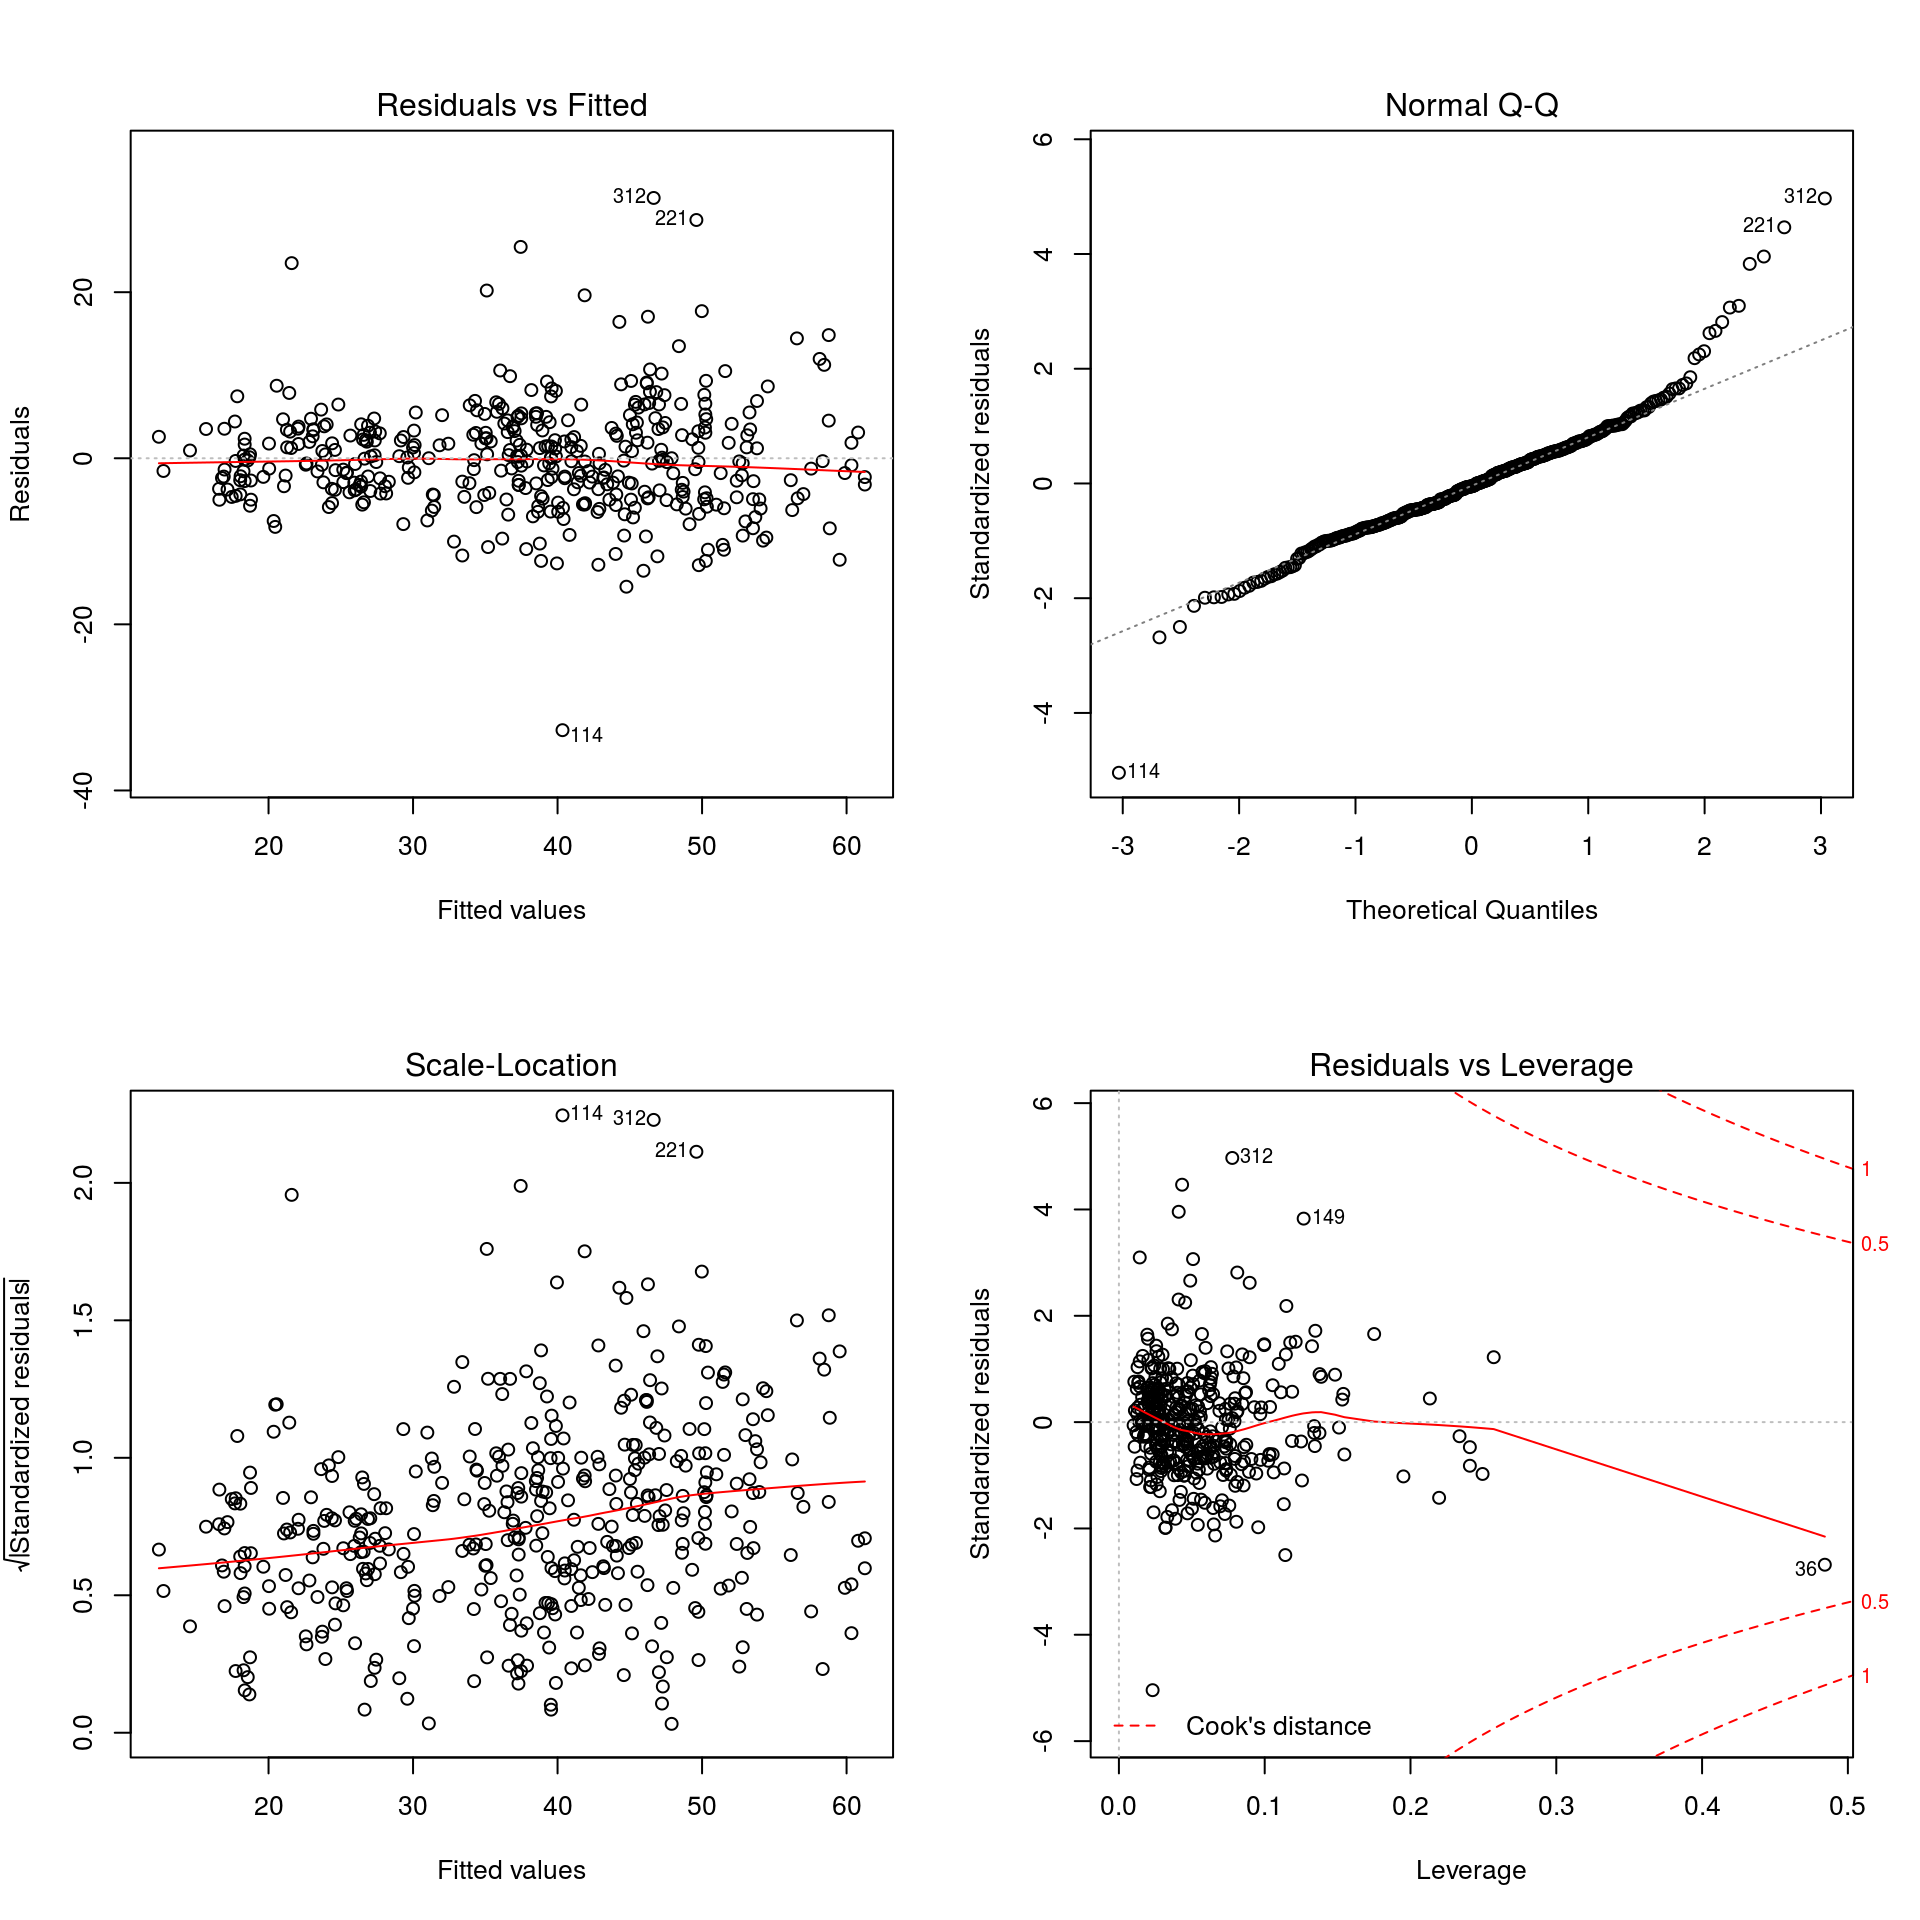 Residuals vs Fitted
Residuals
20
0
-20
-40
312
221
114
20 30 40 50 60
Fitted values
Normal Q-Q
Standardized residuals
6
4
2
0
-2
-4
312
221
114
-3 -2 -1 0 1 2 3
Theoretical Quantiles
Scale-Location
√|Standardized residuals|
2.0
1.5
1.0
0.5
0.0
114 312
221
20 30 40 50 60
Fitted values
Residuals vs Leverage
Standardized residuals
6
4
2
0
-2
-4
-6
312
149
36
1
0.5
0.5
1
Cook's distance
0.0 0.1 0.2 0.3 0.4 0.5
Leverage